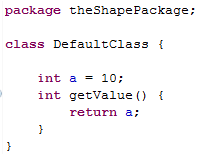 package theShapePackage;
class DefaultClass {
int a = 10;
int getValue() {
return a;
}
}